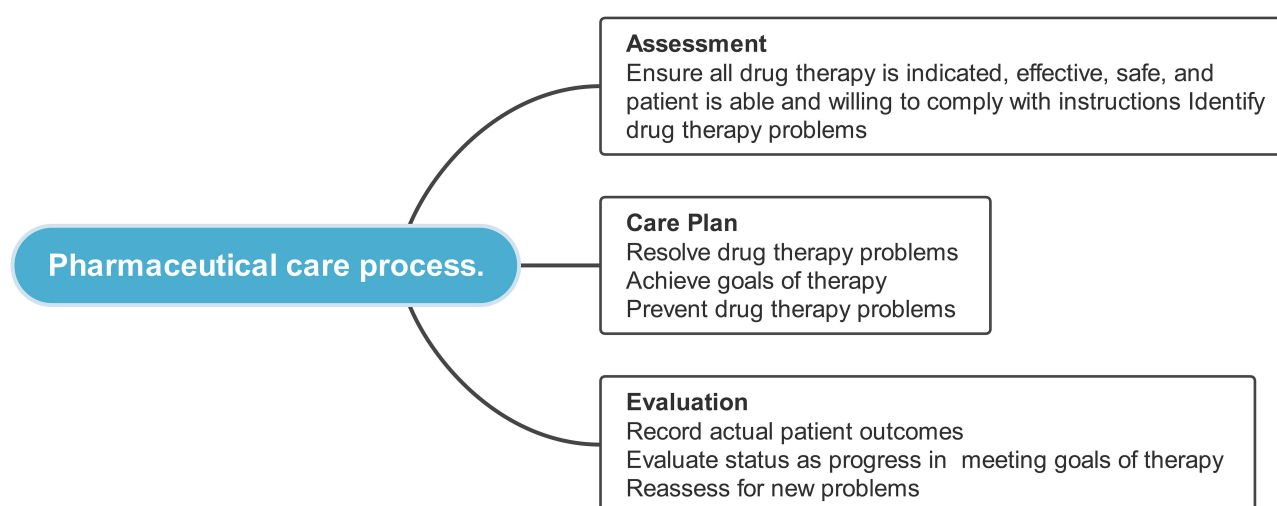 Assessment
Ensure all drug therapy is indicated, effective, safe, and
patient is able and willing to comply with instructions Identify
drug therapy problems
Pharmaceutical care process.
Care Plan
Resolve drug therapy problems
Achieve goals of therapy
Prevent drug therapy problems
Evaluation
Record actual patient outcomes
Evaluate status as progress in  meeting goals of therapy
Reassess for new problems